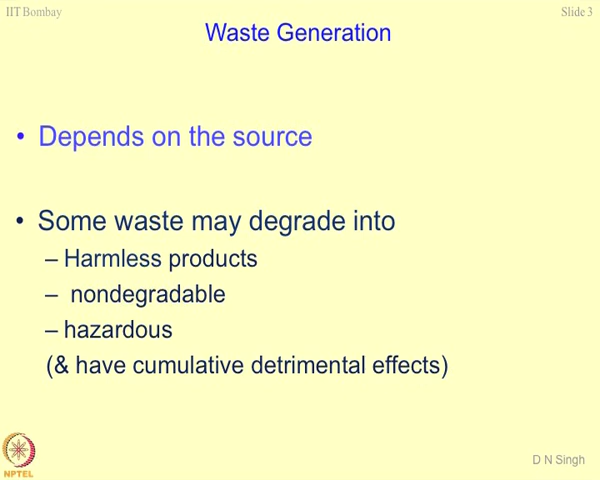 IIT Bombay
Slide 3
Waste Generation
• Depends on the source
• Some waste may degrade into
– Harmless products
– nondegradable
– hazardous
(& have cumulative detrimental effects)
NPTEL
D N Singh